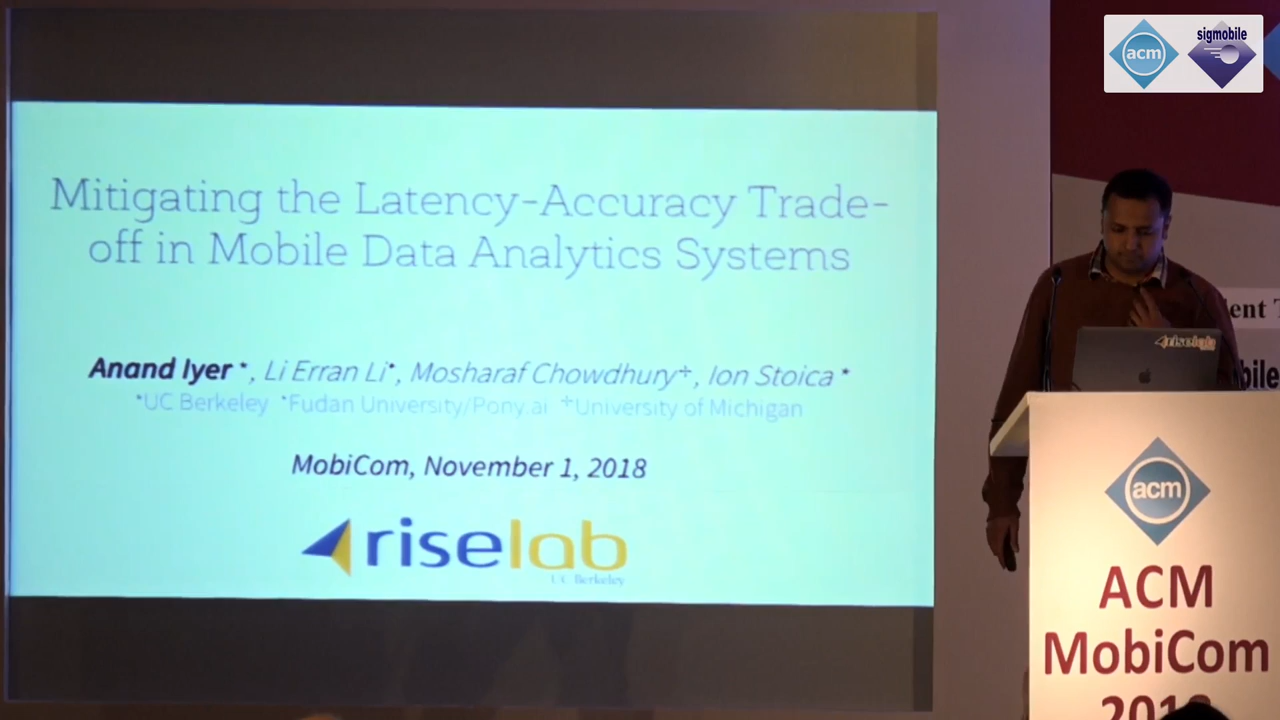 Mitigating the Latency-Accuracy Trade-
off in Mobile Data Analytics Systems
Anand Iyer*, Li Erran Li•, Mosharaf Chowdhury+, Ion Stoica*
*UC Berkeley •Fudan University/Pony.ai +University of Michigan
MobiCom, November 1, 2018
riselab
UC Berkeley
acm
sigmobile
riselab
acm
ACM
MobiCom